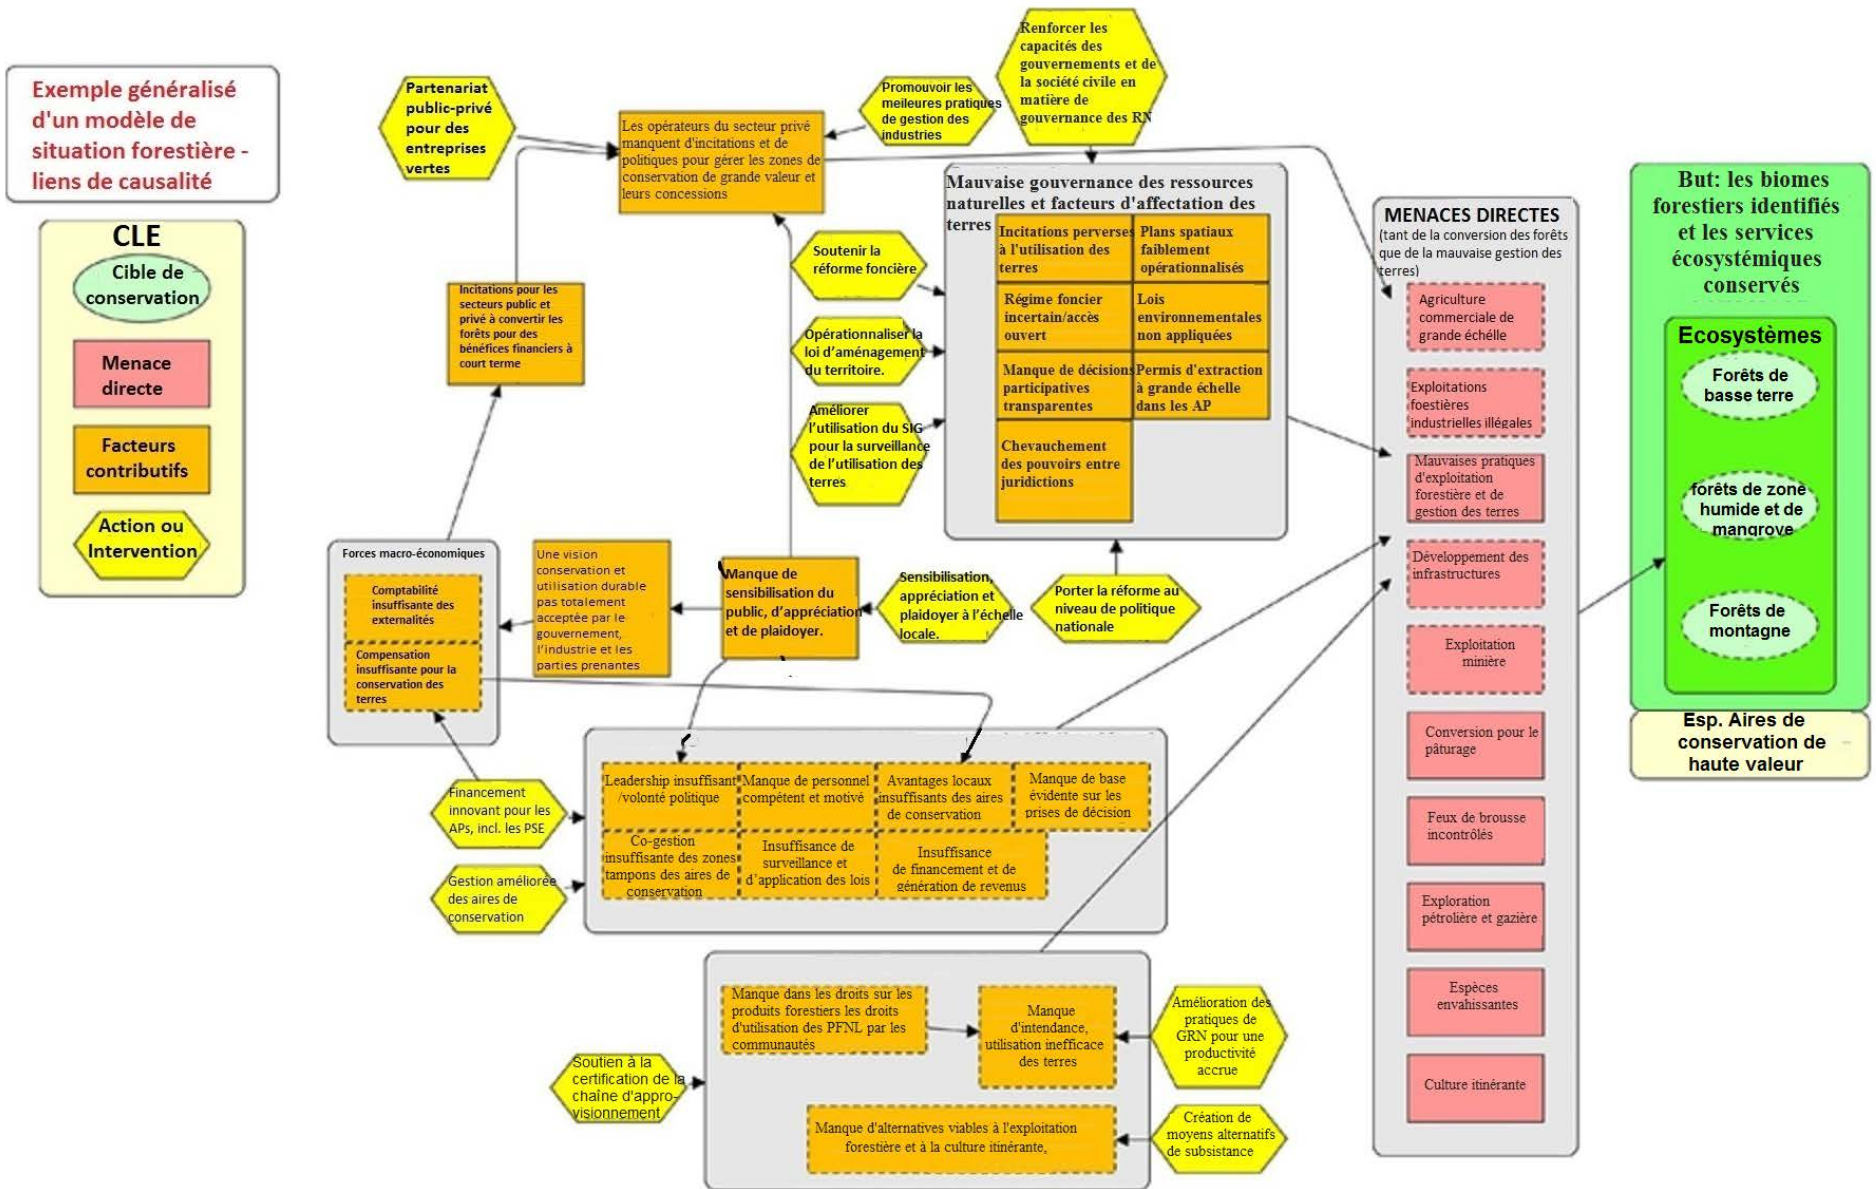 Exemple généralisé
d'un modèle de
situation forestière -
liens de causalité
CLE
Cible de
conservation
Menace
directe
Facteurs
contributifs
Action ou
Intervention
Partenariat
public-privé
pour des
entreprises
vertes
Les opérateurs du secteur privé
manquent d'incitations et de
politiques pour gérer les zones de
conservation de grande valeur et
leurs concessions
Promouvoir les
meilleures pratiques
de gestion des
industries
Renforcer les
capacités des
gouvernements et de
la société civile en
matière de
gouvernance des RN
Incitations pour les
secteurs public et
privé à convertir les
forêts pour des
bénéfices financiers à
court terme
Soutenir la
réforme foncière
Opérationnaliser la
loi d'aménagement
du territoire.
Améliorer
l'utilisation du SIG
pour la surveillance
de l'utilisation des
terres
Mauvaise gouvernance des ressources
naturelles et facteurs d'affectation des
terres
Incitations perverses
à l'utilisation des
terres
Plans spatiaux
faiblement
opérationnalisés
Régime foncier
incertain/accès
ouvert
Lois
environnementales
non appliquées
Manque de décisions
participatives
transparentes
Permis d'extraction
à grande échelle
dans les AP
Chevauchement
des pouvoirs entre
juridictions
Forces macro-économiques
Comptabilité
insuffisante des
externalités
Compensation
insuffisante pour la
conservation des
terres
Une vision
conservation et
utilisation durable
pas totalement
acceptée par le
gouvernement,
l'industrie et les
parties prenantes
Manque de
sensibilisation du
public, d'appréciation
et de plaidoyer.
Sensibilisation,
appréciation et
plaidoyer à l'échelle
locale.
Porter la réforme au
niveau de politique
nationale
Financement
innovant pour les
APs, incl. les PSE
Gestion améliorée
des aires de
conservation
Leadership insuffisant
/volonté politique
Manque de personnel
compétent et motivé
Avantages locaux
insuffisants des aires
de conservation
Manque de base
évidente sur les
prises de décision
Co-gestion
insuffisante des zones
tampons des aires de
conservation
Insuffisance de
surveillance et
d'application des lois
Insuffisance
de financement et de
génération de revenus
Manque dans les droits sur les
produits forestiers les droits
d'utilisation des PFNL par les
communautés
Manque
d'intendance,
utilisation inefficace
des terres
Amélioration des
pratiques de
GRN pour une
productivité
accrue
Soutien à la
certification de la
chaîne d'appro-
visionnement
Manque d'alternatives viables à l'exploitation
forestière et à la culture itinérante,
Création de
moyens alternatifs
de subsistance
MENACES DIRECTES
(tant de la conversion des forêts
que de la mauvaise gestion des
terres)
Agriculture
commerciale de
grande échélle
Exploitations
foestières
industrielles illégales
Mauvaises pratiques
d'exploitation
forestière et de
gestion des terres
Développement des
infrastructures
Exploitation
minière
Conversion pour le
pâturage
Feux de brousse
incontrôlés
Exploration
pétrolière et gazière
Espèces
envahissantes
Culture itinérante
But: les biomes
forestiers identifiés
et les services
écosystémiques
conservés
Ecosystèmes
Forêts de
basse terre
forêts de zone
humide et de
mangrove
Forêts de
montagne
Esp. Aires de
conservation de
haute valeur